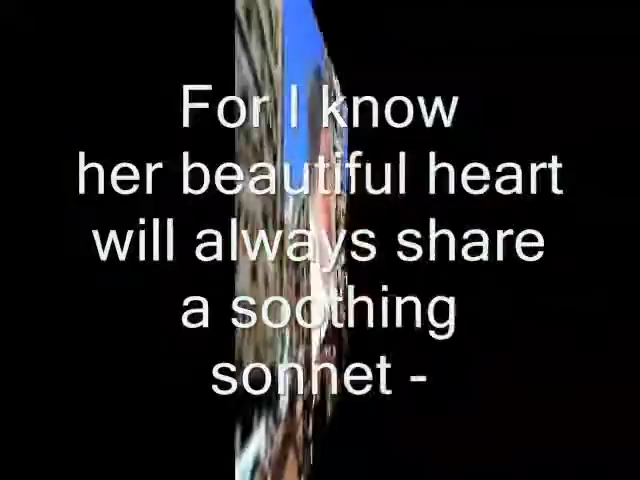 For I know
her beautiful heart
will always share
a soothing
sonnet -